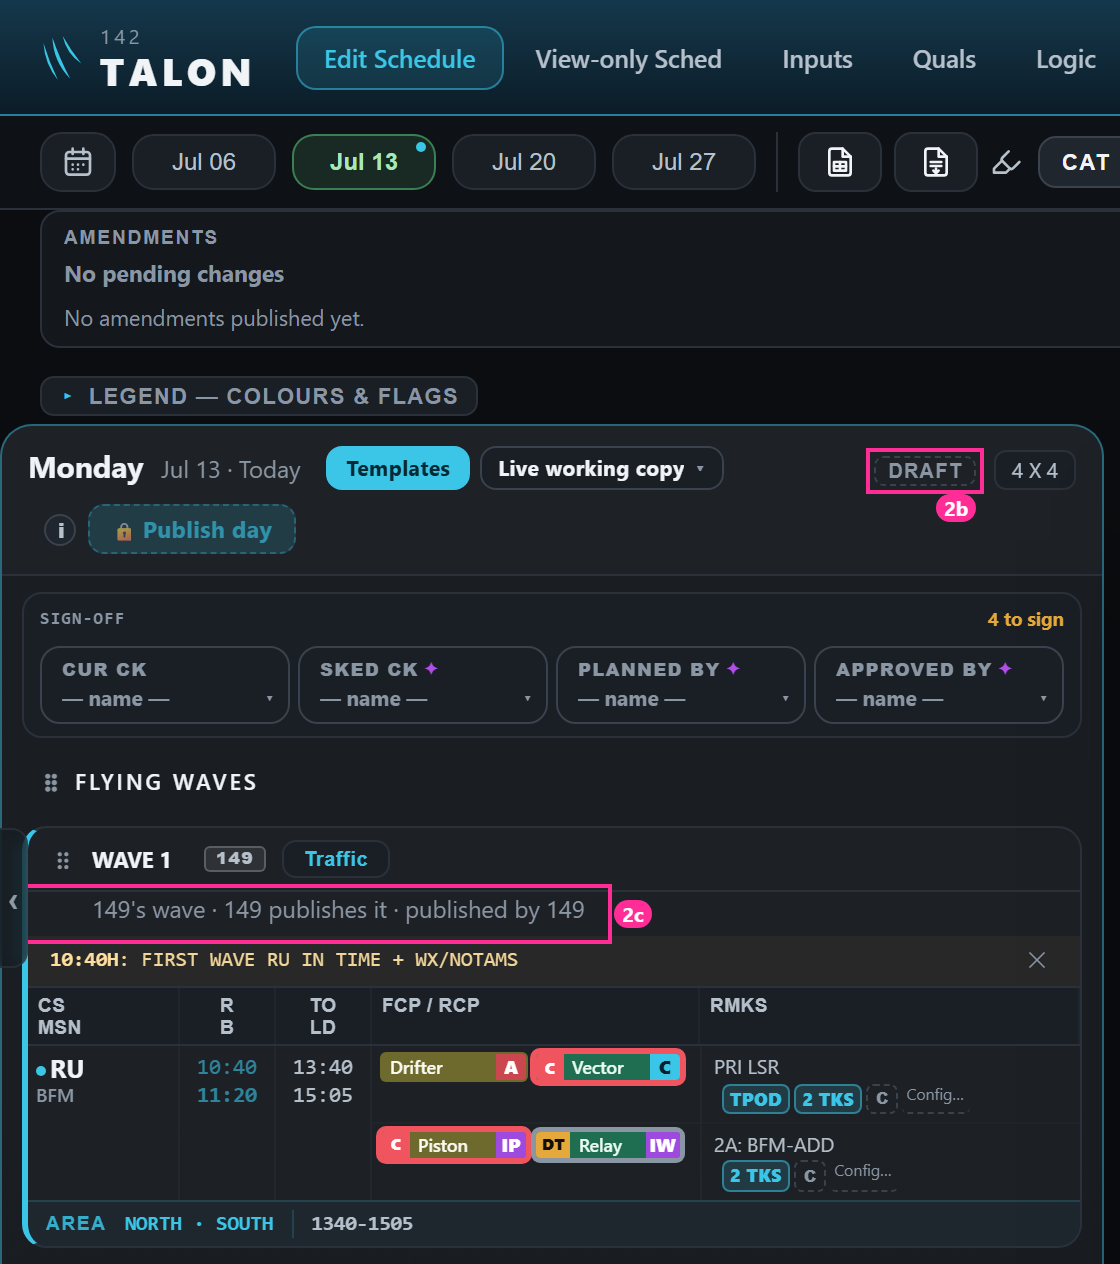 142
TALON
Edit Schedule
View-only Sched
Inputs
Quals
Logic
Jul 06
Jul 13
Jul 20
Jul 27
CAT
AMENDMENTS
No pending changes
No amendments published yet.
LEGEND — COLOURS & FLAGS
Monday Jul 13 · Today
Templates
Live working copy
DRAFT
4 X 4
2b
i
Publish day
SIGN-OFF
4 to sign
CUR CK
— name —
SKED CK
— name —
PLANNED BY
— name —
APPROVED BY
— name —
FLYING WAVES
WAVE 1
149
Traffic
149's wave · 149 publishes it · published by 149
2c
10:40H: FIRST WAVE RU IN TIME + WX/NOTAMS
CS
MSN
R
B
TO
LD
FCP / RCP
RMKS
RU
BFM
10:40
11:20
13:40
15:05
Drifter A
C Vector C
PRI LSR
TPOD 2 TKS C Config...
C Piston IP
DT Relay IW
2A: BFM-ADD
2 TKS C Config...
AREA NORTH · SOUTH 1340-1505